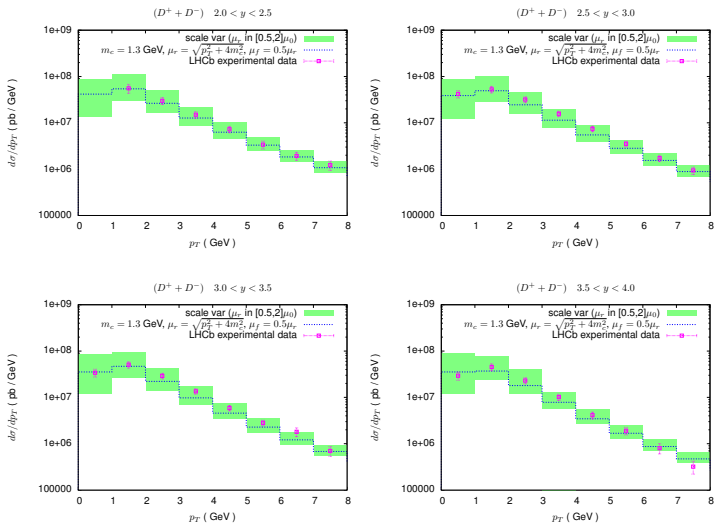 (D⁺ + D⁻) 2.0 < y < 2.5
1e+09
1e+08
1e+07
1e+06
100000
dσ/dp_T ( pb / GeV )
scale var (μ_r in [0.5,2]μ_0)
m_c = 1.3 GeV, μ_r = √(p_T² + 4m_c²), μ_f = 0.5μ_r
LHCb experimental data
0 1 2 3 4 5 6 7 8
p_T ( GeV )
(D⁺ + D⁻) 2.5 < y < 3.0
1e+09
1e+08
1e+07
1e+06
100000
dσ/dp_T ( pb / GeV )
scale var (μ_r in [0.5,2]μ_0)
m_c = 1.3 GeV, μ_r = √(p_T² + 4m_c²), μ_f = 0.5μ_r
LHCb experimental data
0 1 2 3 4 5 6 7 8
p_T ( GeV )
(D⁺ + D⁻) 3.0 < y < 3.5
1e+09
1e+08
1e+07
1e+06
100000
dσ/dp_T ( pb / GeV )
scale var (μ_r in [0.5,2]μ_0)
m_c = 1.3 GeV, μ_r = √(p_T² + 4m_c²), μ_f = 0.5μ_r
LHCb experimental data
0 1 2 3 4 5 6 7 8
p_T ( GeV )
(D⁺ + D⁻) 3.5 < y < 4.0
1e+09
1e+08
1e+07
1e+06
100000
dσ/dp_T ( pb / GeV )
scale var (μ_r in [0.5,2]μ_0)
m_c = 1.3 GeV, μ_r = √(p_T² + 4m_c²), μ_f = 0.5μ_r
LHCb experimental data
0 1 2 3 4 5 6 7 8
p_T ( GeV )